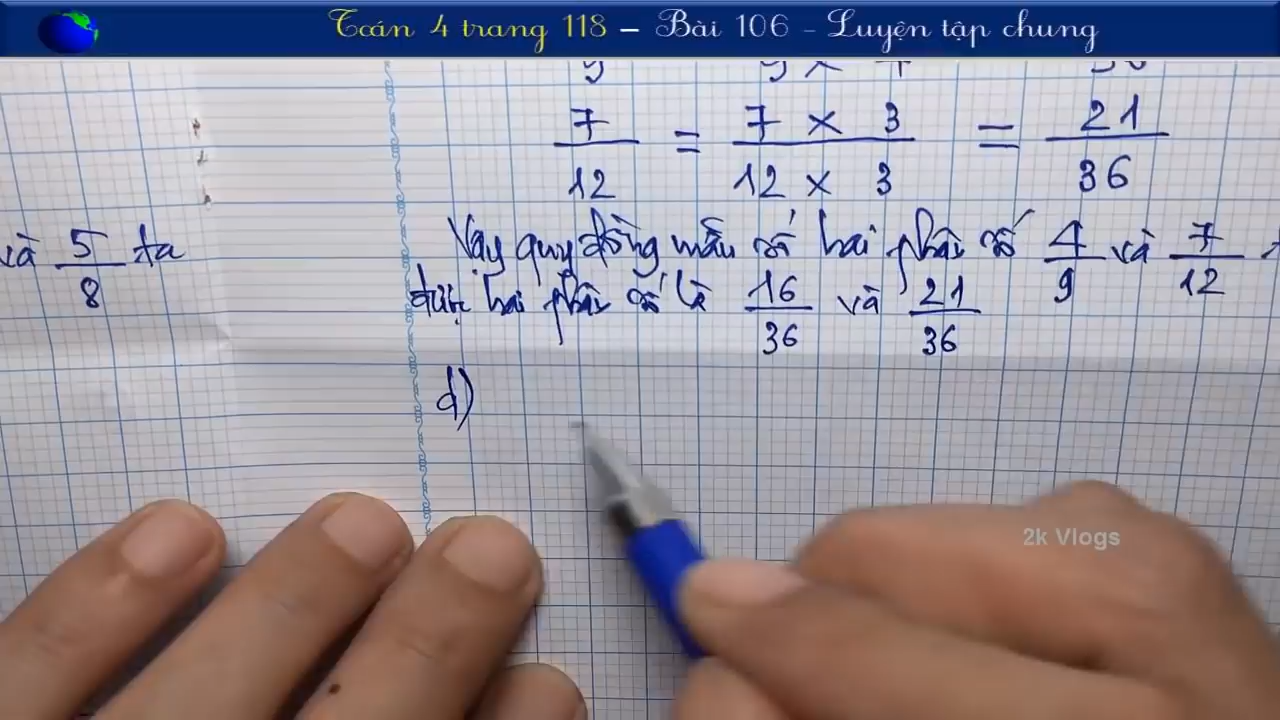 Toán 4 trang 118 – Bài 106 - Luyện tập chung
7/12 = 7 x 3 / 12 x 3 = 21/36
và 5/8 ta
Vậy quy đồng mẫu số hai phân số 4/9 và 7/12
được hai phân số là 16/36 và 21/36
d)
2k Vlogs